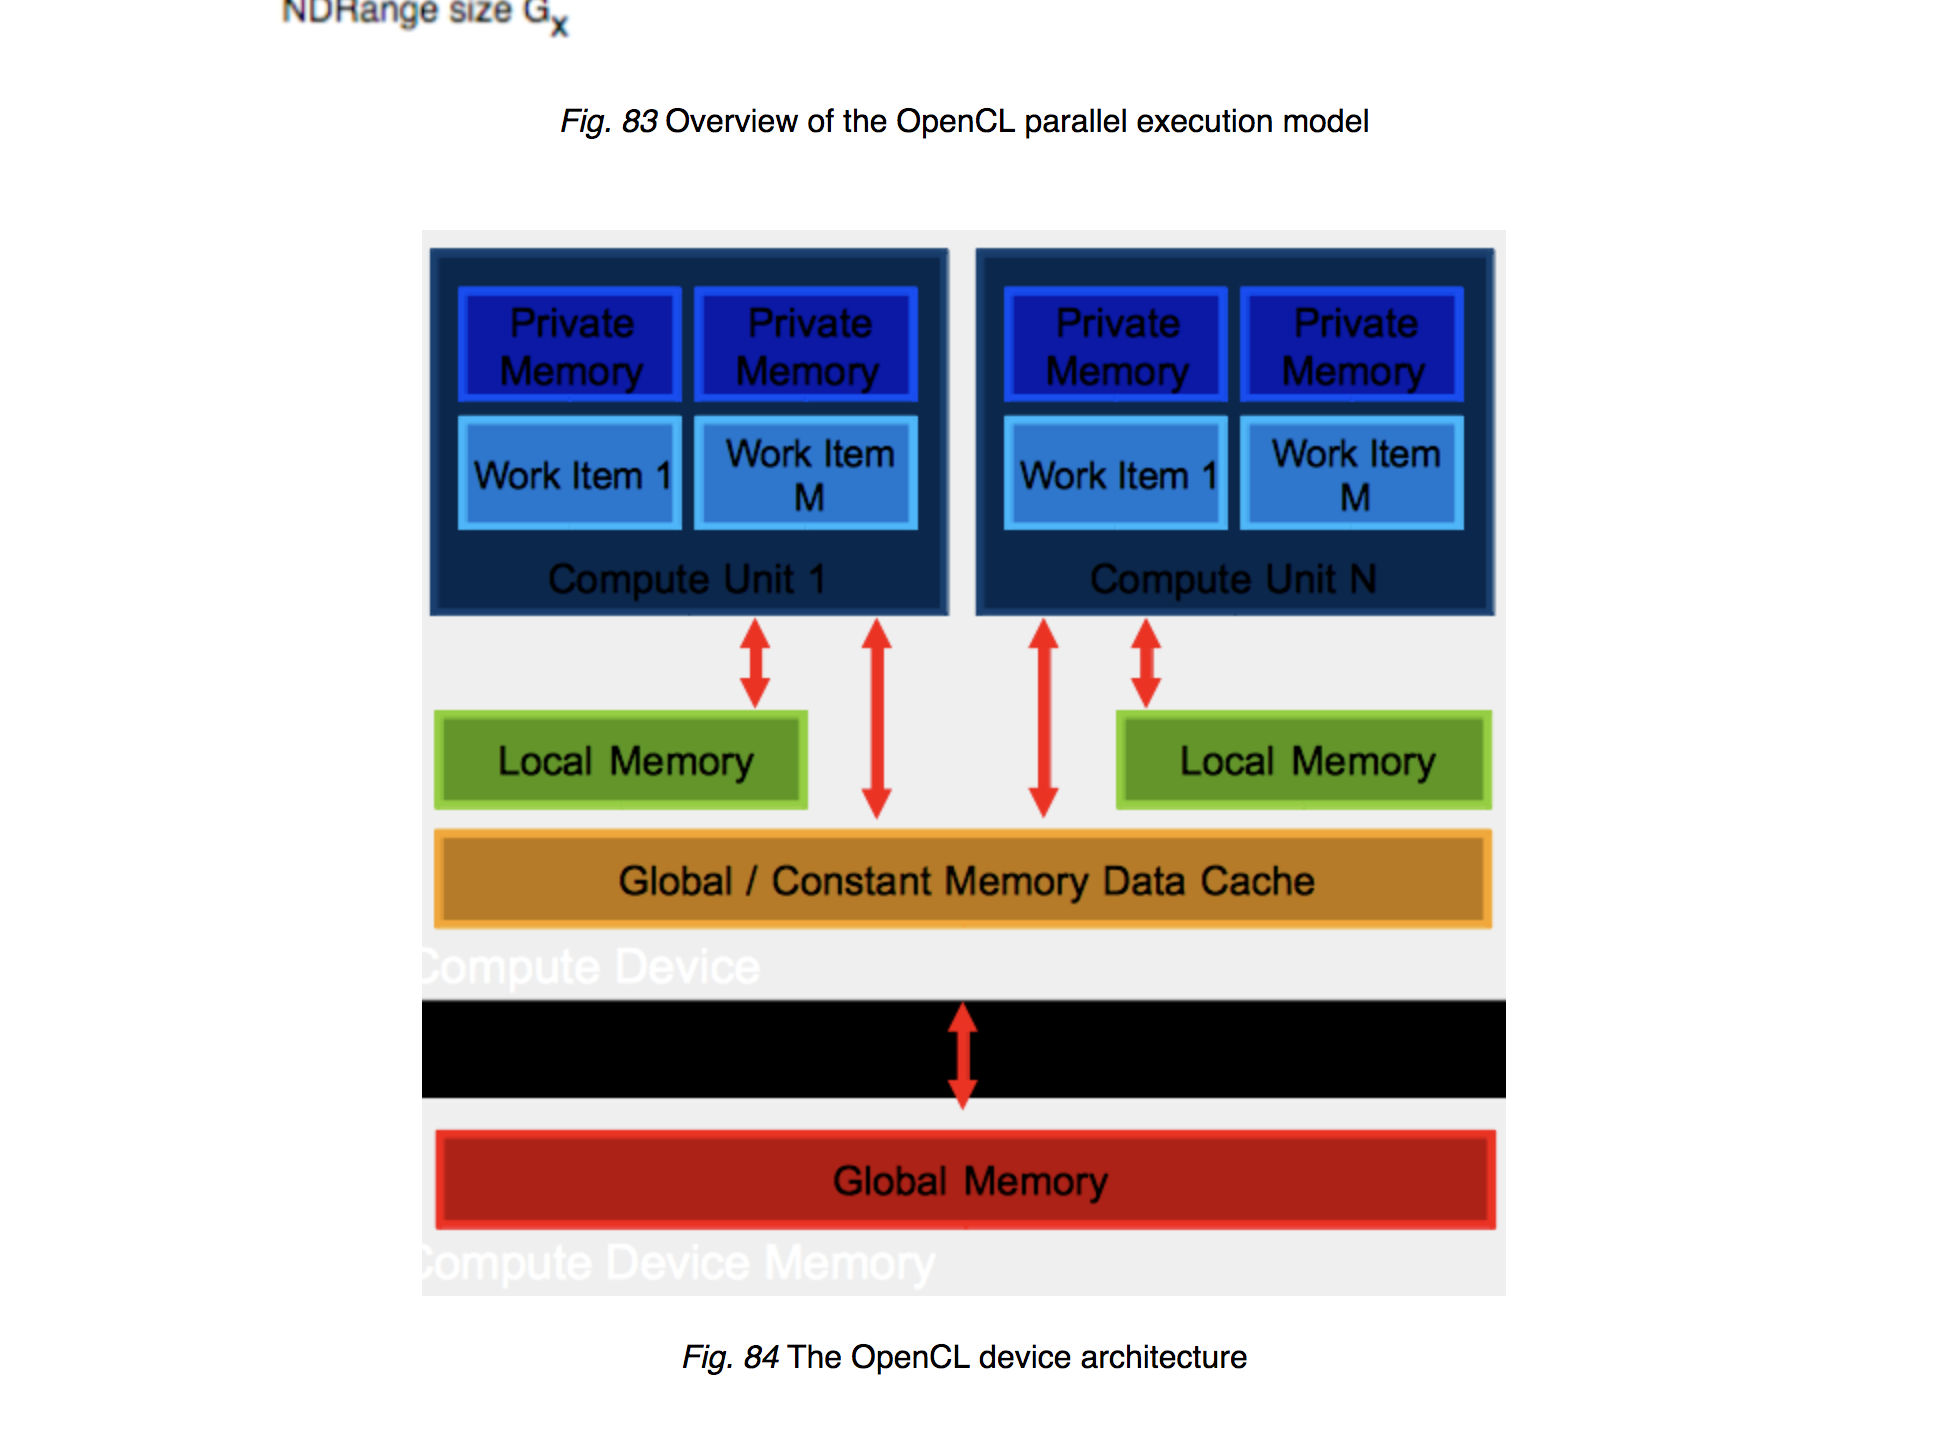 NDRange size Gx
Fig. 83 Overview of the OpenCL parallel execution model
Private
Memory
Private
Memory
Private
Memory
Private
Memory
Work Item 1
Work Item
M
Work Item 1
Work Item
M
Compute Unit 1
Compute Unit N
Local Memory
Local Memory
Global / Constant Memory Data Cache
Compute Device
Global Memory
Compute Device Memory
Fig. 84 The OpenCL device architecture